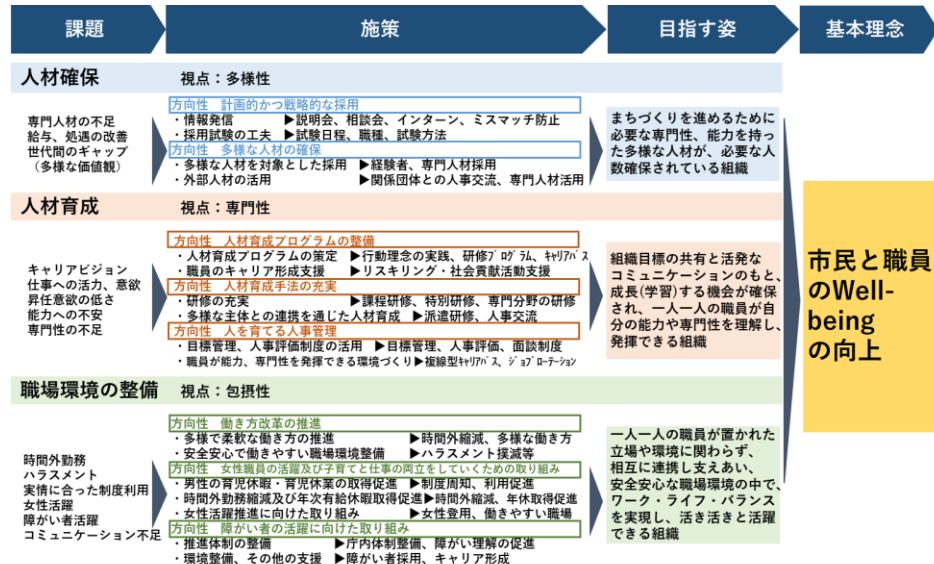 課題
施策
目指す姿
基本理念
人材確保
視点：多様性
専門人材の不足
給与、処遇の改善
世代間のギャップ
（多様な価値観）
方向性　計画的かつ戦略的な採用
・情報発信　▶説明会、相談会、インターン、ミスマッチ防止
・採用試験の工夫　▶試験日程、職種、試験方法
方向性　多様な人材の確保
・多様な人材を対象とした採用　▶経験者、専門人材採用
・外部人材の活用　▶関係団体との人事交流、専門人材活用
まちづくりを進めるために
必要な専門性、能力を持っ
た多様な人材が、必要な人
数確保されている組織
人材育成
視点：専門性
キャリアビジョン
仕事への活力、意欲
昇任意欲の低さ
能力への不安
専門性の不足
方向性　人材育成プログラムの整備
・人材育成プログラムの策定　▶行動理念の実践、研修ﾌﾟﾛｸﾞﾗﾑ、ｷｬﾘｱﾊﾟｽ
・職員のキャリア形成支援　▶リスキリング・社会貢献活動支援
方向性　人材育成手法の充実
・研修の充実　▶課程研修、特別研修、専門分野の研修
・多様な主体との連携を通じた人材育成　▶派遣研修、人事交流
方向性　人を育てる人事管理
・目標管理、人事評価制度の活用　▶目標管理、人事評価、面談制度
・職員が能力、専門性を発揮できる環境づくり▶複線型ｷｬﾘｱﾊﾟｽ、ｼﾞｮﾌﾞﾛｰﾃｰｼｮﾝ
組織目標の共有と活発な
コミュニケーションのもと、
成長(学習)する機会が確保
され、一人一人の職員が自
分の能力や専門性を理解し、
発揮できる組織
職場環境の整備
視点：包摂性
時間外勤務
ハラスメント
実情に合った制度利用
女性活躍
障がい者活躍
コミュニケーション不足
方向性　働き方改革の推進
・多様で柔軟な働き方の推進　▶時間外縮減、多様な働き方
・安全安心で働きやすい職場環境整備　▶ハラスメント撲滅等
方向性　女性職員の活躍及び子育てと仕事の両立をしていくための取り組み
・男性の育児休暇・育児休業の取得促進　▶制度周知、利用促進
・時間外勤務縮減及び年次有給休暇取得促進▶時間外縮減、年休取得促進
・女性活躍推進に向けた取り組み　▶女性登用、働きやすい職場
方向性　障がい者の活躍に向けた取り組み
・推進体制の整備　▶庁内体制整備、障がい理解の促進
・環境整備、その他の支援　▶障がい者採用、キャリア形成
一人一人の職員が置かれた
立場や環境に関わらず、
相互に連携し支えあい、
安全安心な職場環境の中で、
ワーク・ライフ・バランス
を実現し、活き活きと活躍
できる組織
市民と職員
のWell-
being
の向上